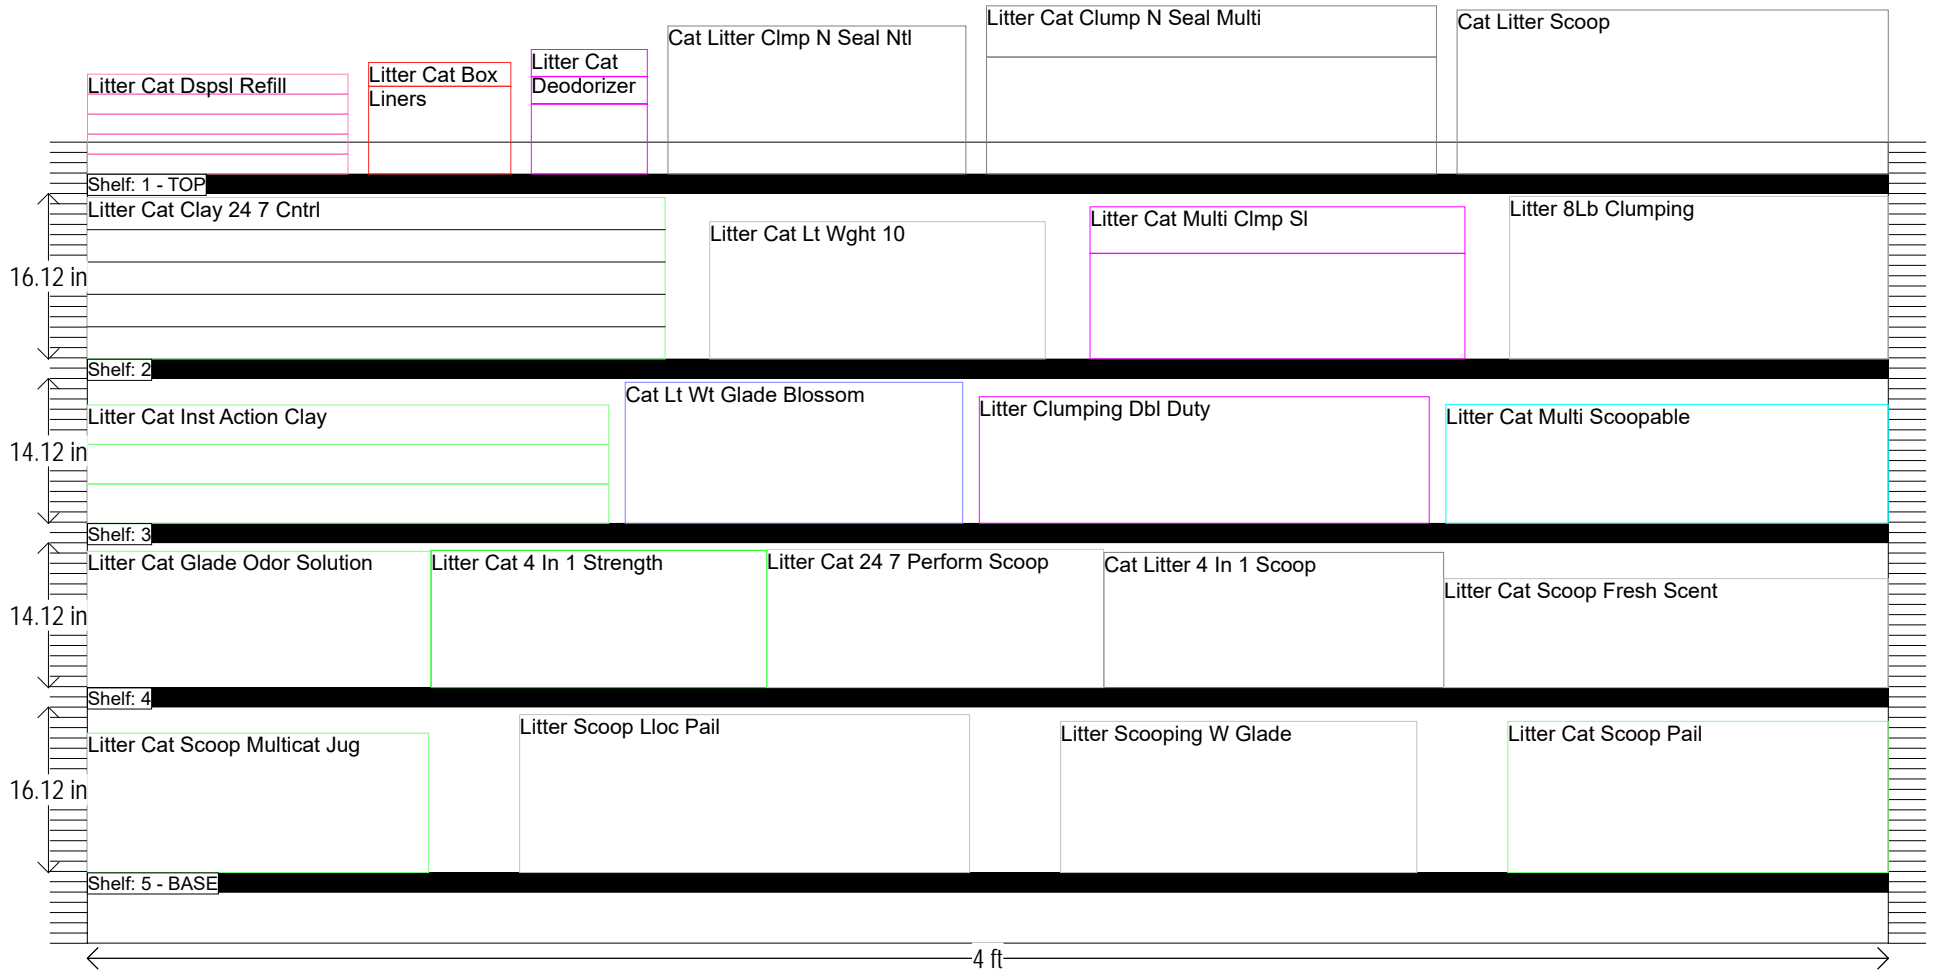 Litter Cat Dspsl Refill
Litter Cat Box
Liners
Litter Cat
Deodorizer
Cat Litter Clmp N Seal Ntl
Litter Cat Clump N Seal Multi
Cat Litter Scoop
Shelf: 1 - TOP
16.12 in
Litter Cat Clay 24 7 Cntrl
Litter Cat Lt Wght 10
Litter Cat Multi Clmp Sl
Litter 8Lb Clumping
Shelf: 2
14.12 in
Litter Cat Inst Action Clay
Cat Lt Wt Glade Blossom
Litter Clumping Dbl Duty
Litter Cat Multi Scoopable
Shelf: 3
14.12 in
Litter Cat Glade Odor Solution
Litter Cat 4 In 1 Strength
Litter Cat 24 7 Perform Scoop
Cat Litter 4 In 1 Scoop
Litter Cat Scoop Fresh Scent
Shelf: 4
16.12 in
Litter Cat Scoop Multicat Jug
Litter Scoop Lloc Pail
Litter Scooping W Glade
Litter Cat Scoop Pail
Shelf: 5 - BASE
4 ft